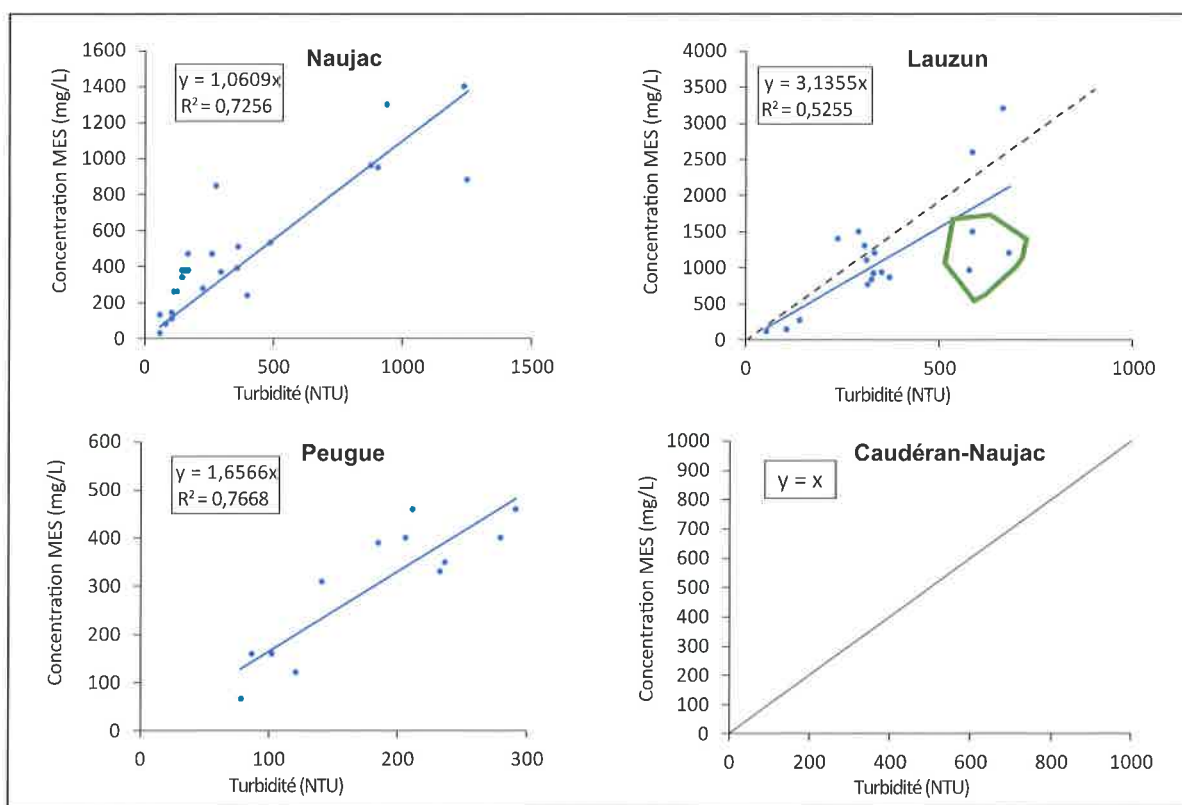 Naujac
y = 1,0609x
R² = 0,7256
Concentration MES (mg/L)
1600
1400
1200
1000
800
600
400
200
0
0 500 1000 1500
Turbidité (NTU)
Lauzun
y = 3,1355x
R² = 0,5255
Concentration MES (mg/L)
4000
3500
3000
2500
2000
1500
1000
500
0
0 500 1000
Turbidité (NTU)
Peugue
y = 1,6566x
R² = 0,7668
Concentration MES (mg/L)
600
500
400
300
200
100
0
0 100 200 300
Turbidité (NTU)
Caudéran-Naujac
y = x
Concentration MES (mg/L)
1000
900
800
700
600
500
400
300
200
100
0
0 200 400 600 800 1000
Turbidité (NTU)